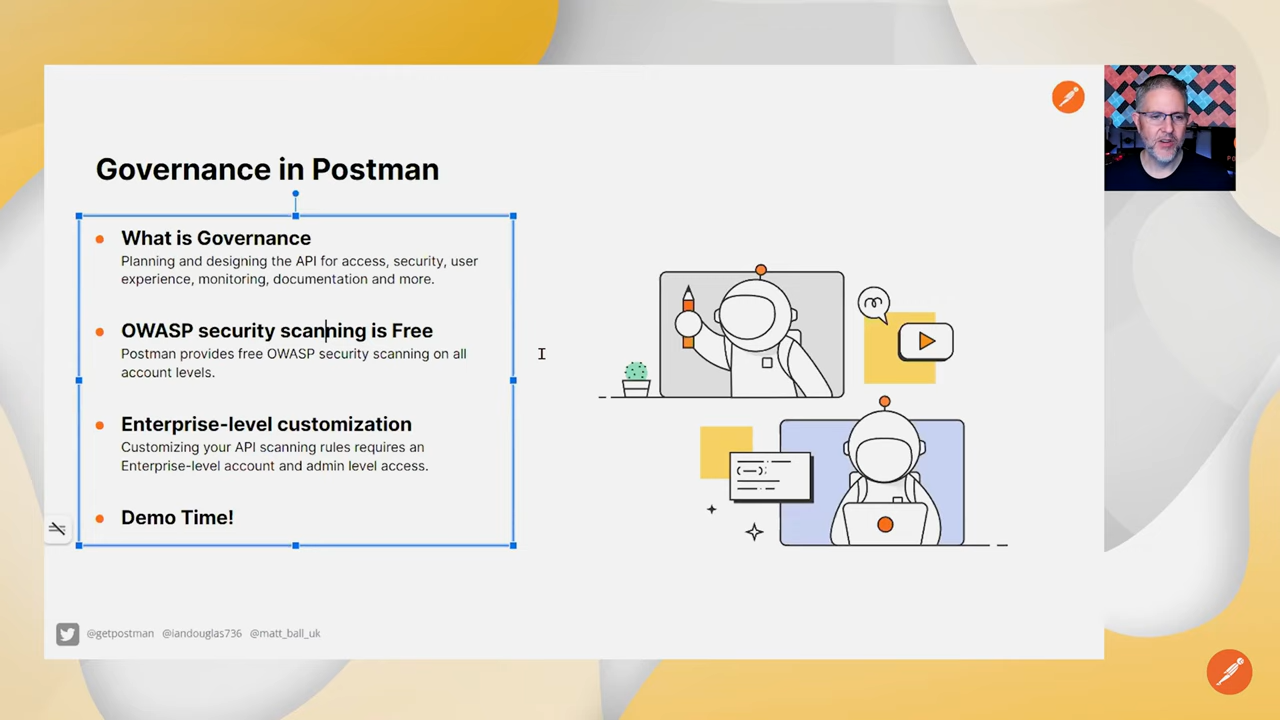 Governance in Postman
What is Governance
Planning and designing the API for access, security, user
experience, monitoring, documentation and more.
OWASP security scanning is Free
Postman provides free OWASP security scanning on all
account levels.
Enterprise-level customization
Customizing your API scanning rules requires an
Enterprise-level account and admin level access.
Demo Time!
@getpostman @iandouglas736 @matt_ball_uk